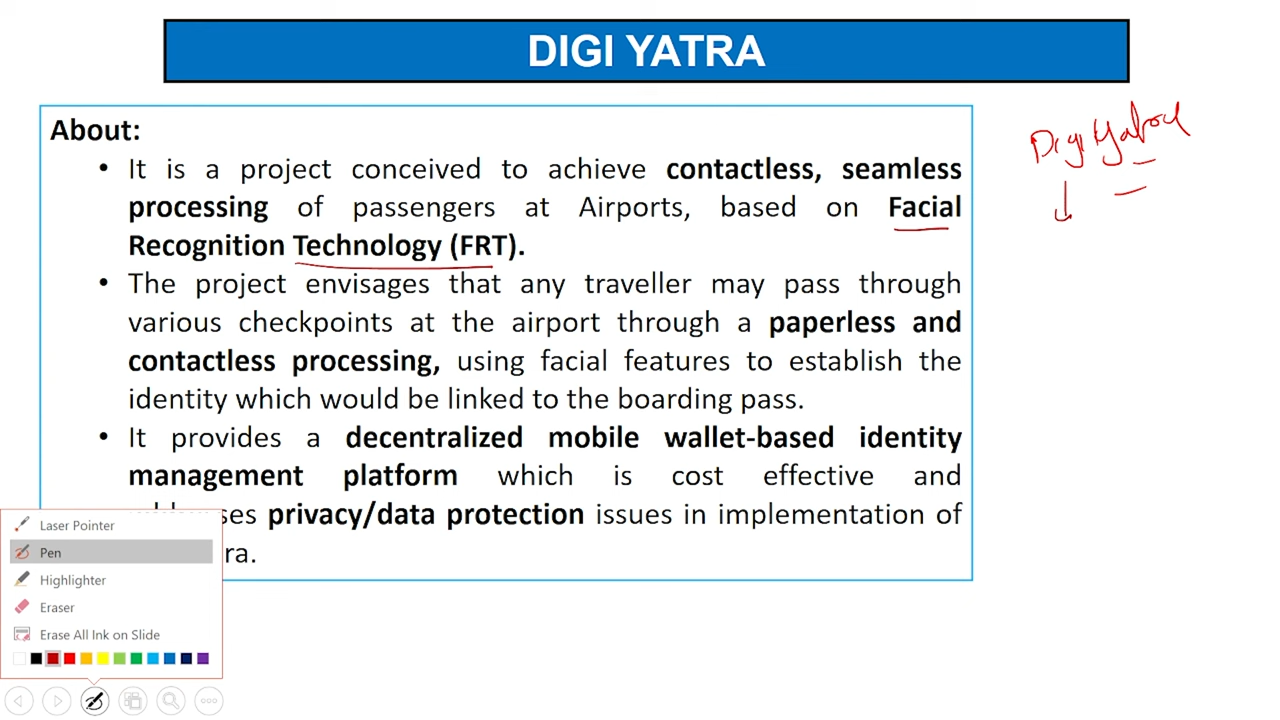 DIGI YATRA
About:
• It is a project conceived to achieve contactless, seamless
processing of passengers at Airports, based on Facial
Recognition Technology (FRT).
• The project envisages that any traveller may pass through
various checkpoints at the airport through a paperless and
contactless processing, using facial features to establish the
identity which would be linked to the boarding pass.
• It provides a decentralized mobile wallet-based identity
management platform which is cost effective and
ses privacy/data protection issues in implementation of
ra.
Digi Yatra
Laser Pointer
Pen
Highlighter
Eraser
Erase All Ink on Slide